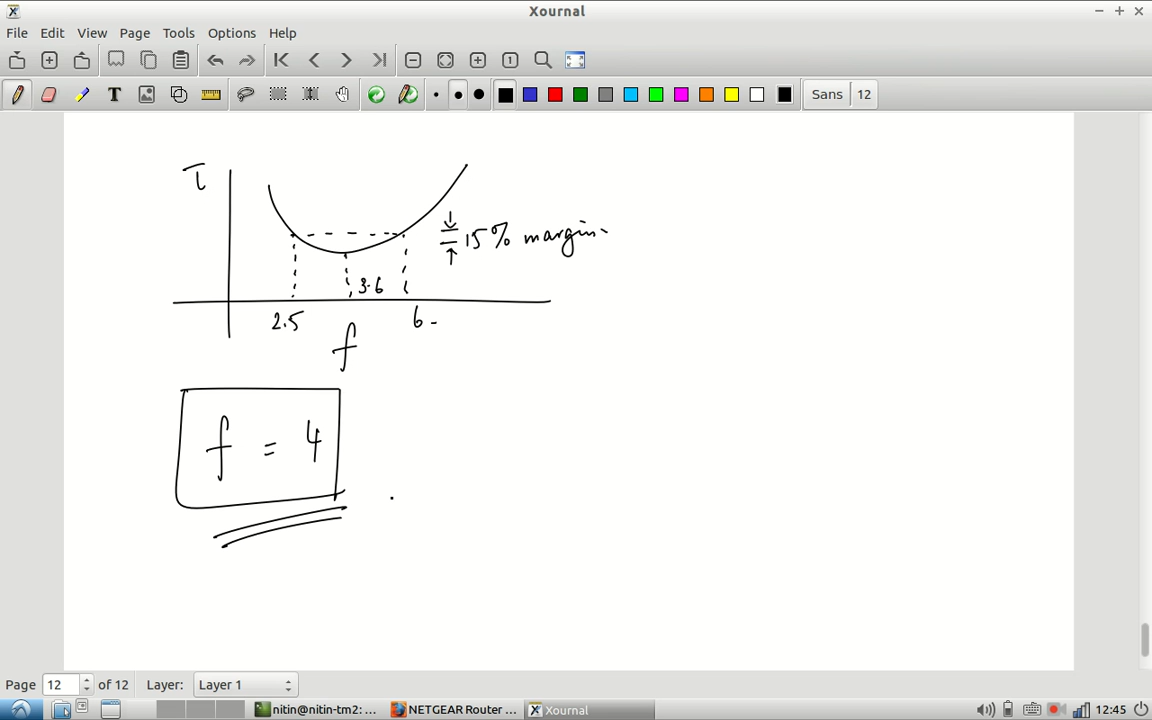 Xournal
File Edit View Page Tools Options Help
Sans 12
τ
15% margin
3.6
2.5
6
f
f = 4
Page 12 of 12 Layer: Layer 1
nitin@nitin-tm2: ... NETGEAR Router ... Xournal 12:45